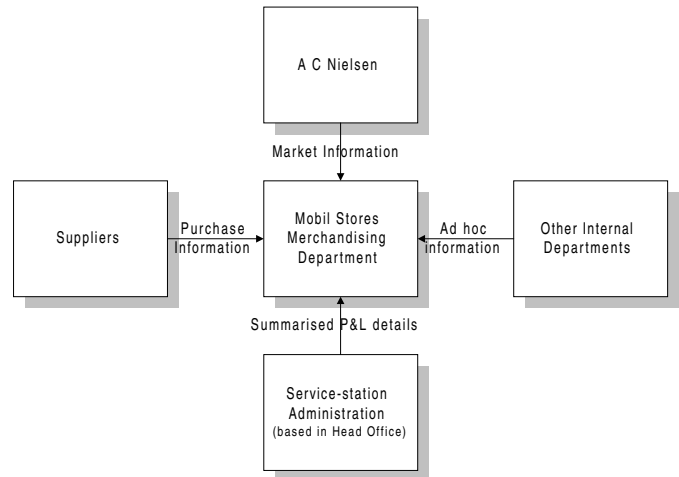 A C Nielsen
Market Information
Suppliers
Purchase
Information
Mobil Stores
Merchandising
Department
Ad hoc
information
Other Internal
Departments
Summarised P&L details
Service-station
Administration
(based in Head Office)